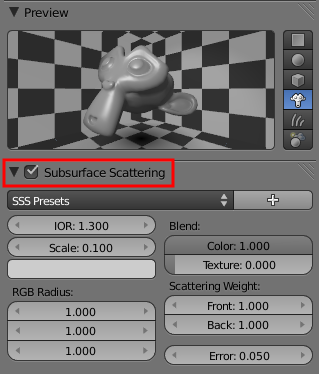 Preview
Subsurface Scattering
SSS Presets
IOR: 1.300
Scale: 0.100
RGB Radius:
1.000
1.000
1.000
Blend:
Color: 1.000
Texture: 0.000
Scattering Weight:
Front: 1.000
Back: 1.000
Error: 0.050